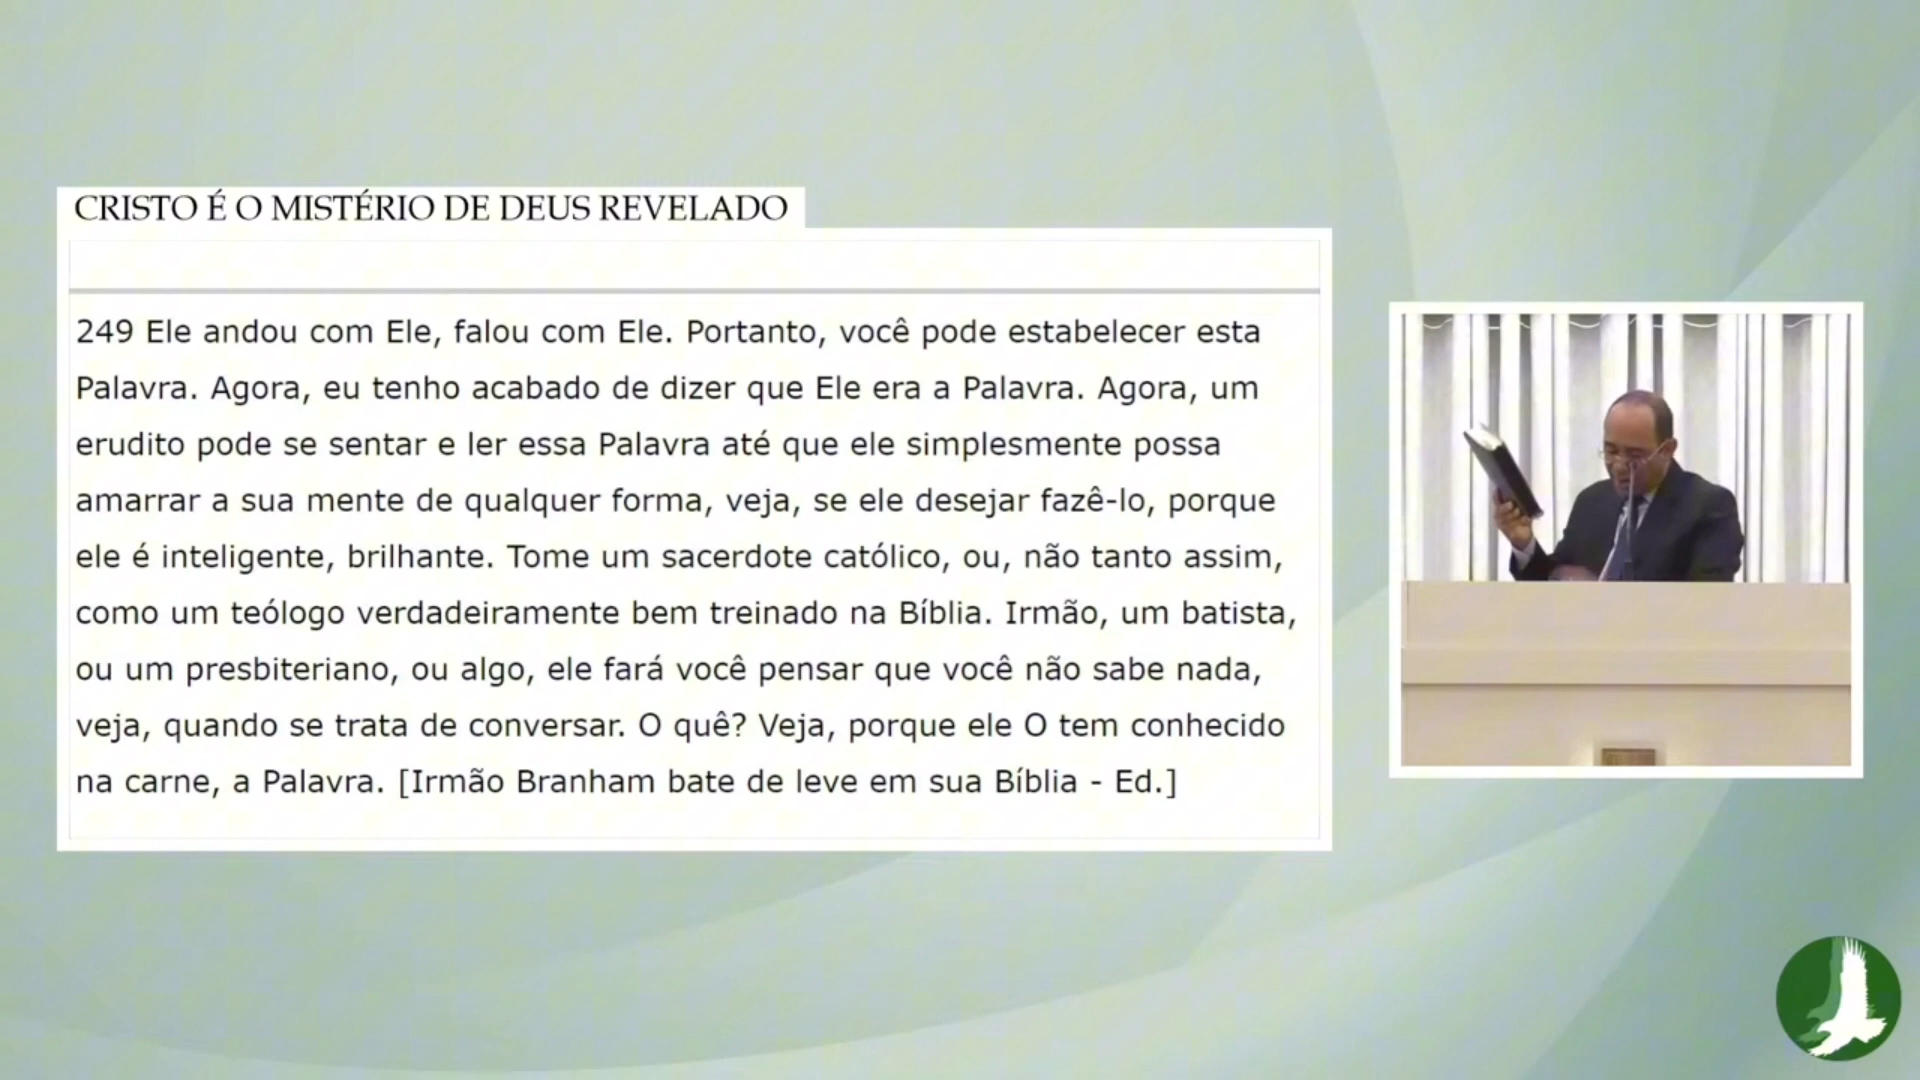 CRISTO É O MISTÉRIO DE DEUS REVELADO
249 Ele andou com Ele, falou com Ele. Portanto, você pode estabelecer esta
Palavra. Agora, eu tenho acabado de dizer que Ele era a Palavra. Agora, um
erudito pode se sentar e ler essa Palavra até que ele simplesmente possa
amarrar a sua mente de qualquer forma, veja, se ele desejar fazê-lo, porque
ele é inteligente, brilhante. Tome um sacerdote católico, ou, não tanto assim,
como um teólogo verdadeiramente bem treinado na Bíblia. Irmão, um batista,
ou um presbiteriano, ou algo, ele fará você pensar que você não sabe nada,
veja, quando se trata de conversar. O quê? Veja, porque ele O tem conhecido
na carne, a Palavra. [Irmão Branham bate de leve em sua Bíblia - Ed.]